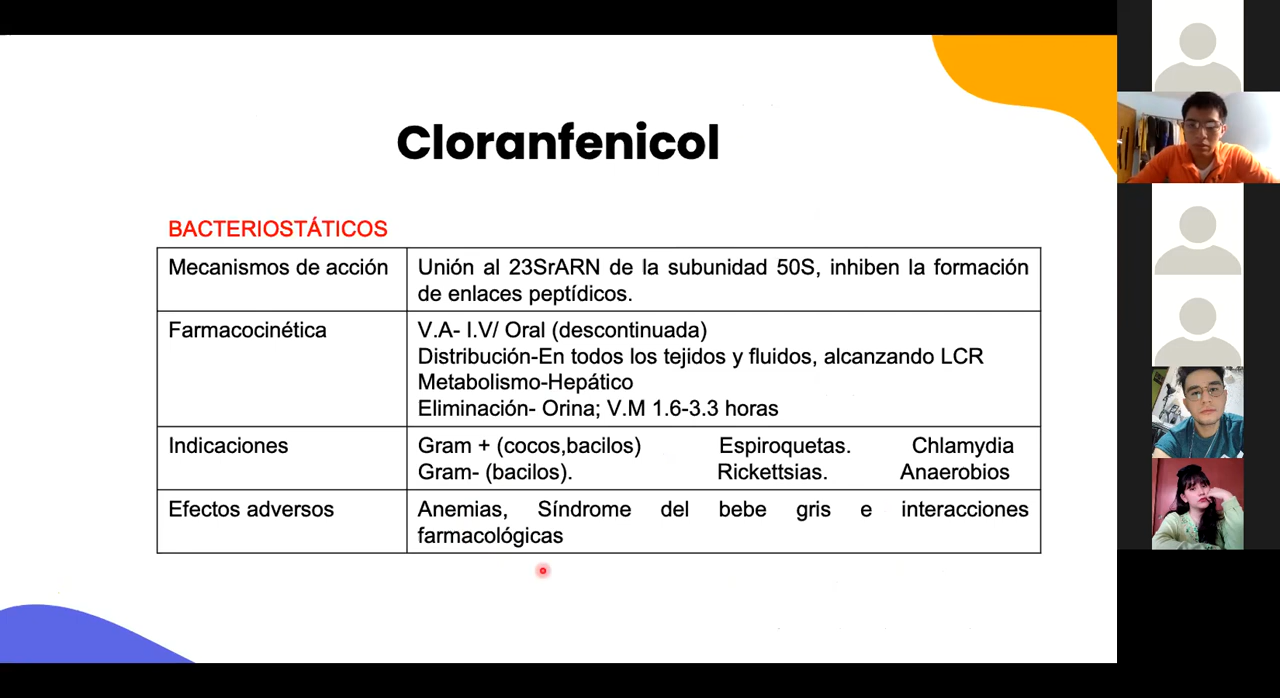 Cloranfenicol
BACTERIOSTÁTICOS
Mecanismos de acción
Unión al 23SrARN de la subunidad 50S, inhiben la formación
de enlaces peptídicos.
Farmacocinética
V.A- I.V/ Oral (descontinuada)
Distribución-En todos los tejidos y fluidos, alcanzando LCR
Metabolismo-Hepático
Eliminación- Orina; V.M 1.6-3.3 horas
Indicaciones
Gram + (cocos,bacilos) Espiroquetas. Chlamydia
Gram- (bacilos). Rickettsias. Anaerobios
Efectos adversos
Anemias, Síndrome del bebe gris e interacciones
farmacológicas